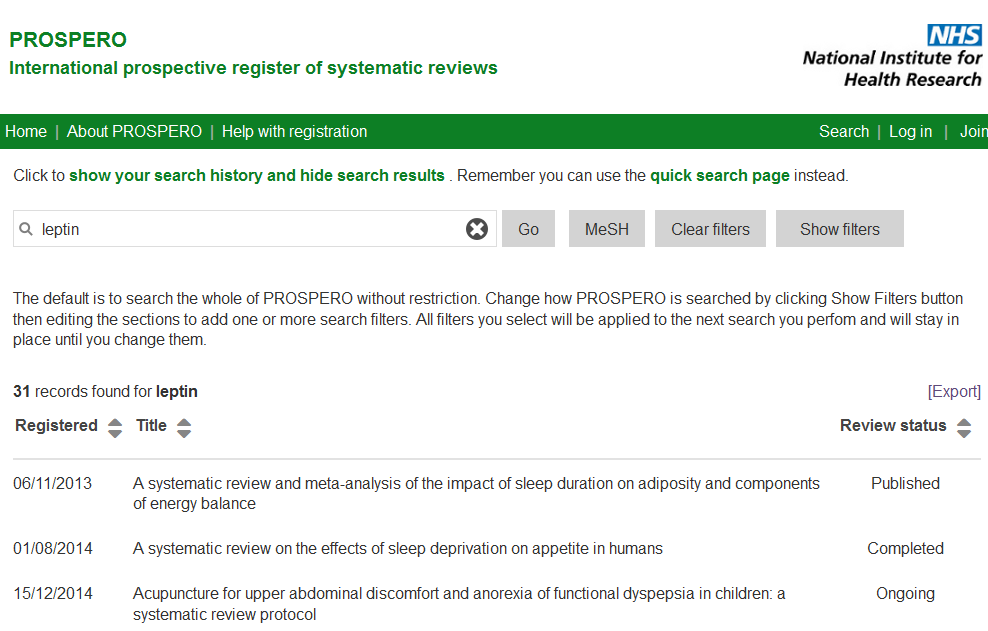 PROSPERO
International prospective register of systematic reviews
NHS
National Institute for
Health Research
Home | About PROSPERO | Help with registration
Search | Log in | Join
Click to show your search history and hide search results . Remember you can use the quick search page instead.
leptin
Go
MeSH
Clear filters
Show filters
The default is to search the whole of PROSPERO without restriction. Change how PROSPERO is searched by clicking Show Filters button
then editing the sections to add one or more search filters. All filters you select will be applied to the next search you perfom and will stay in
place until you change them.
31 records found for leptin
[Export]
Registered Title Review status
06/11/2013 A systematic review and meta-analysis of the impact of sleep duration on adiposity and components Published
of energy balance
01/08/2014 A systematic review on the effects of sleep deprivation on appetite in humans Completed
15/12/2014 Acupuncture for upper abdominal discomfort and anorexia of functional dyspepsia in children: a Ongoing
systematic review protocol